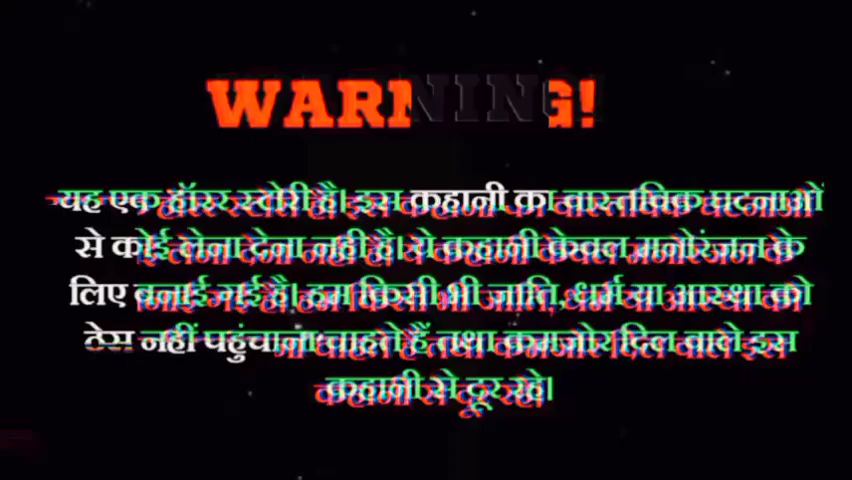 WARNING!
यह एक हॉरर स्टोरी है। इस कहानी का वास्तविक घटनाओं
से कोई लेना देना नही है। ये कहानी केवल मनोरंजन के
लिए बनाई गई है। हम किसी भी जाति, धर्म या आस्था को
ठेस नहीं पहुंचाना चाहते हैं तथा कमजोर दिल वाले इस
कहानी से दूर रहे।